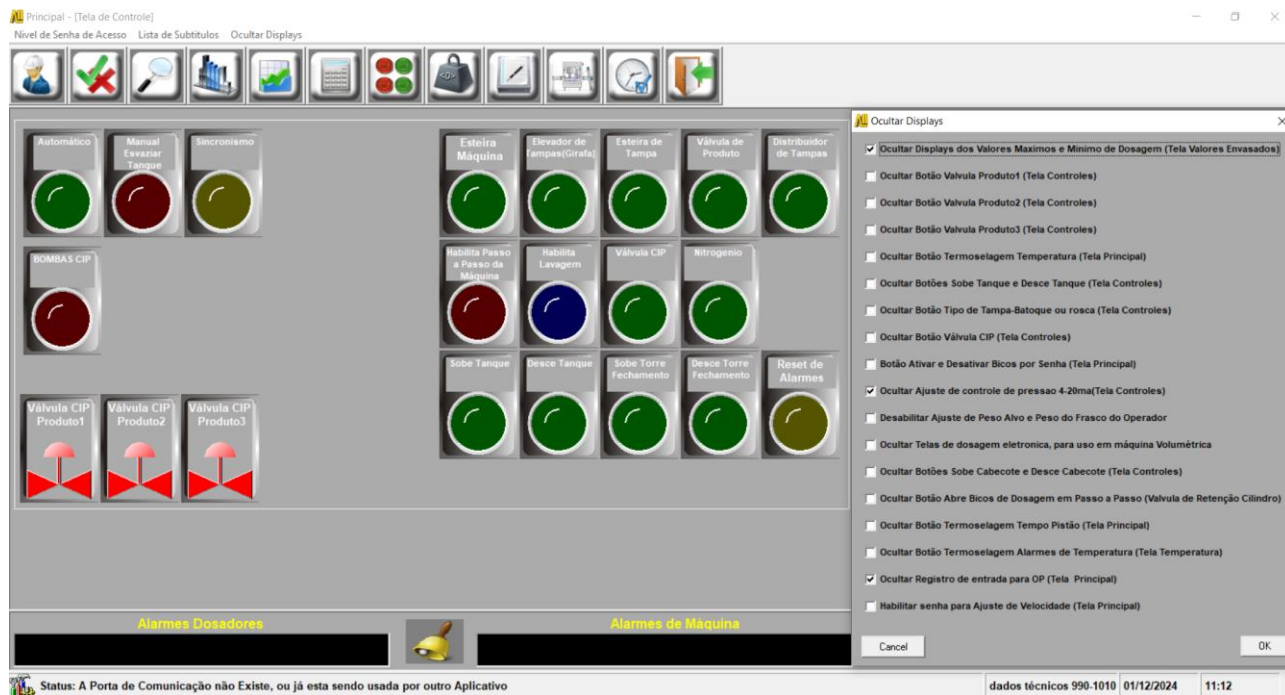 Principal - [Tela de Controle]
Nivel de Senha de Acesso Lista de Subtitulos Ocultar Displays
Automático
Manual
Esvaziar
Tanque
Sincronismo
Esteira
Máquina
Elevador de
Tampas(Girafa)
Esteira de
Tampa
Válvula de
Produto
Distribuidor
de Tampas
BOMBAS CIP
Habilita Passo
a Passo da
Máquina
Habilita
Lavagem
Válvula CIP
Nitrogenio
Sobe Tanque
Desce Tanque
Sobe Torre
Fechamento
Desce Torre
Fechamento
Reset de
Alarmes
Válvula CIP
Produto1
Válvula CIP
Produto2
Válvula CIP
Produto3
Ocultar Displays
Ocultar Displays dos Valores Maximos e Minimo de Dosagem (Tela Valores Envasados)
Ocultar Botão Valvula Produto1 (Tela Controles)
Ocultar Botão Valvula Produto2 (Tela Controles)
Ocultar Botão Valvula Produto3 (Tela Controles)
Ocultar Botão Termoselagem Temperatura (Tela Principal)
Ocultar Botões Sobe Tanque e Desce Tanque (Tela Controles)
Ocultar Botão Tipo de Tampa-Batoque ou rosca (Tela Controles)
Ocultar Botão Válvula CIP (Tela Controles)
Botão Ativar e Desativar Bicos por Senha (Tela Principal)
Ocultar Ajuste de controle de pressao 4-20ma(Tela Controles)
Desabilitar Ajuste de Peso Alvo e Peso do Frasco do Operador
Ocultar Telas de dosagem eletronica, para uso em máquina Volumètrica
Ocultar Botões Sobe Cabecote e Desce Cabecote (Tela Controles)
Ocultar Botão Abre Bicos de Dosagem em Passo a Passo (Valvula de Retenção Cilindro)
Ocultar Botão Termoselagem Tempo Pistão (Tela Principal)
Ocultar Botão Termoselagem Alarmes de Temperatura (Tela Temperatura)
Ocultar Registro de entrada para OP (Tela Principal)
Habilitar senha para Ajuste de Velocidade (Tela Principal)
Cancel
OK
Alarmes Dosadores
Alarmes de Máquina
Status: A Porta de Comunicação não Existe, ou já esta sendo usada por outro Aplicativo
dados técnicos 990-1010 01/12/2024 11:12